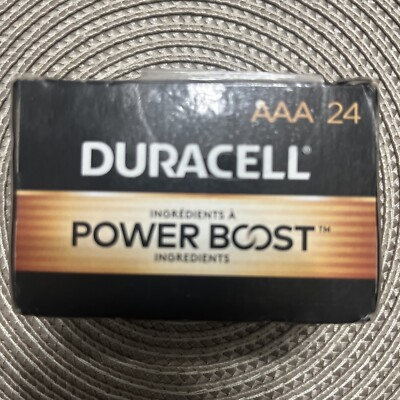 AAA 24
DURACELL®
INGRÉDIENTS À
POWER BOOST™
INGREDIENTS